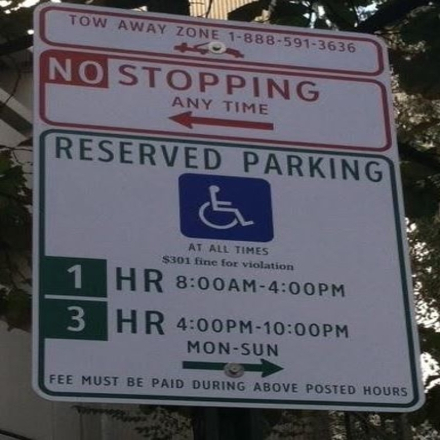 TOW AWAY ZONE 1-888-591-3636
NO STOPPING
ANY TIME
RESERVED PARKING
AT ALL TIMES
$301 fine for violation
1 HR 8:00AM-4:00PM
3 HR 4:00PM-10:00PM
MON-SUN
FEE MUST BE PAID DURING ABOVE POSTED HOURS